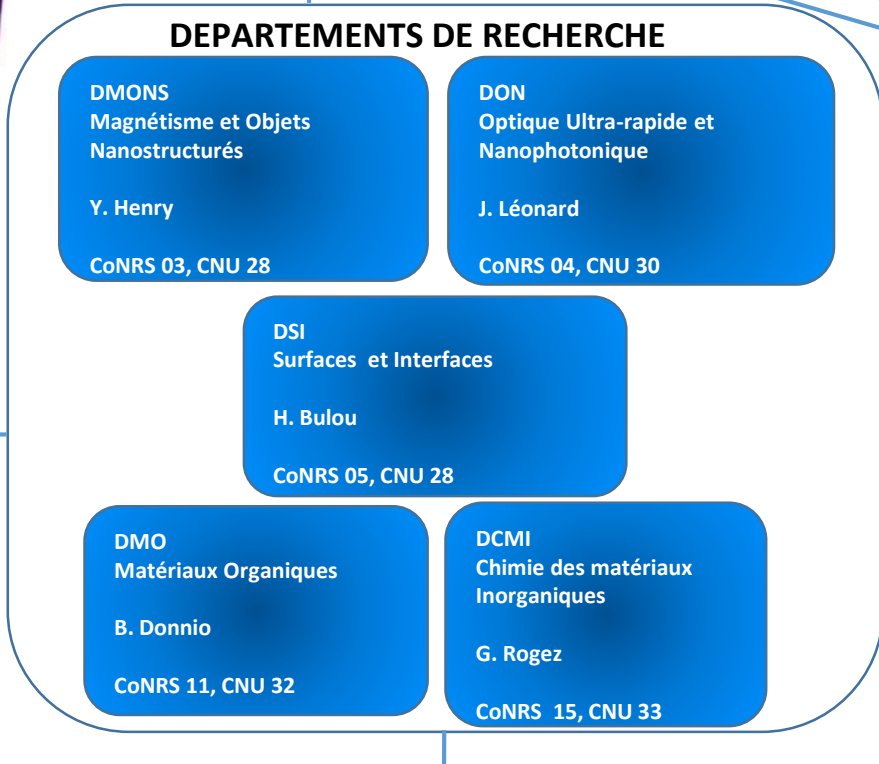 DEPARTEMENTS DE RECHERCHE
DMONS
Magnétisme et Objets
Nanostructurés
Y. Henry
CoNRS 03, CNU 28
DON
Optique Ultra-rapide et
Nanophotonique
J. Léonard
CoNRS 04, CNU 30
DSI
Surfaces et Interfaces
H. Bulou
CoNRS 05, CNU 28
DMO
Matériaux Organiques
B. Donnio
CoNRS 11, CNU 32
DCMI
Chimie des matériaux
Inorganiques
G. Rogez
CoNRS 15, CNU 33